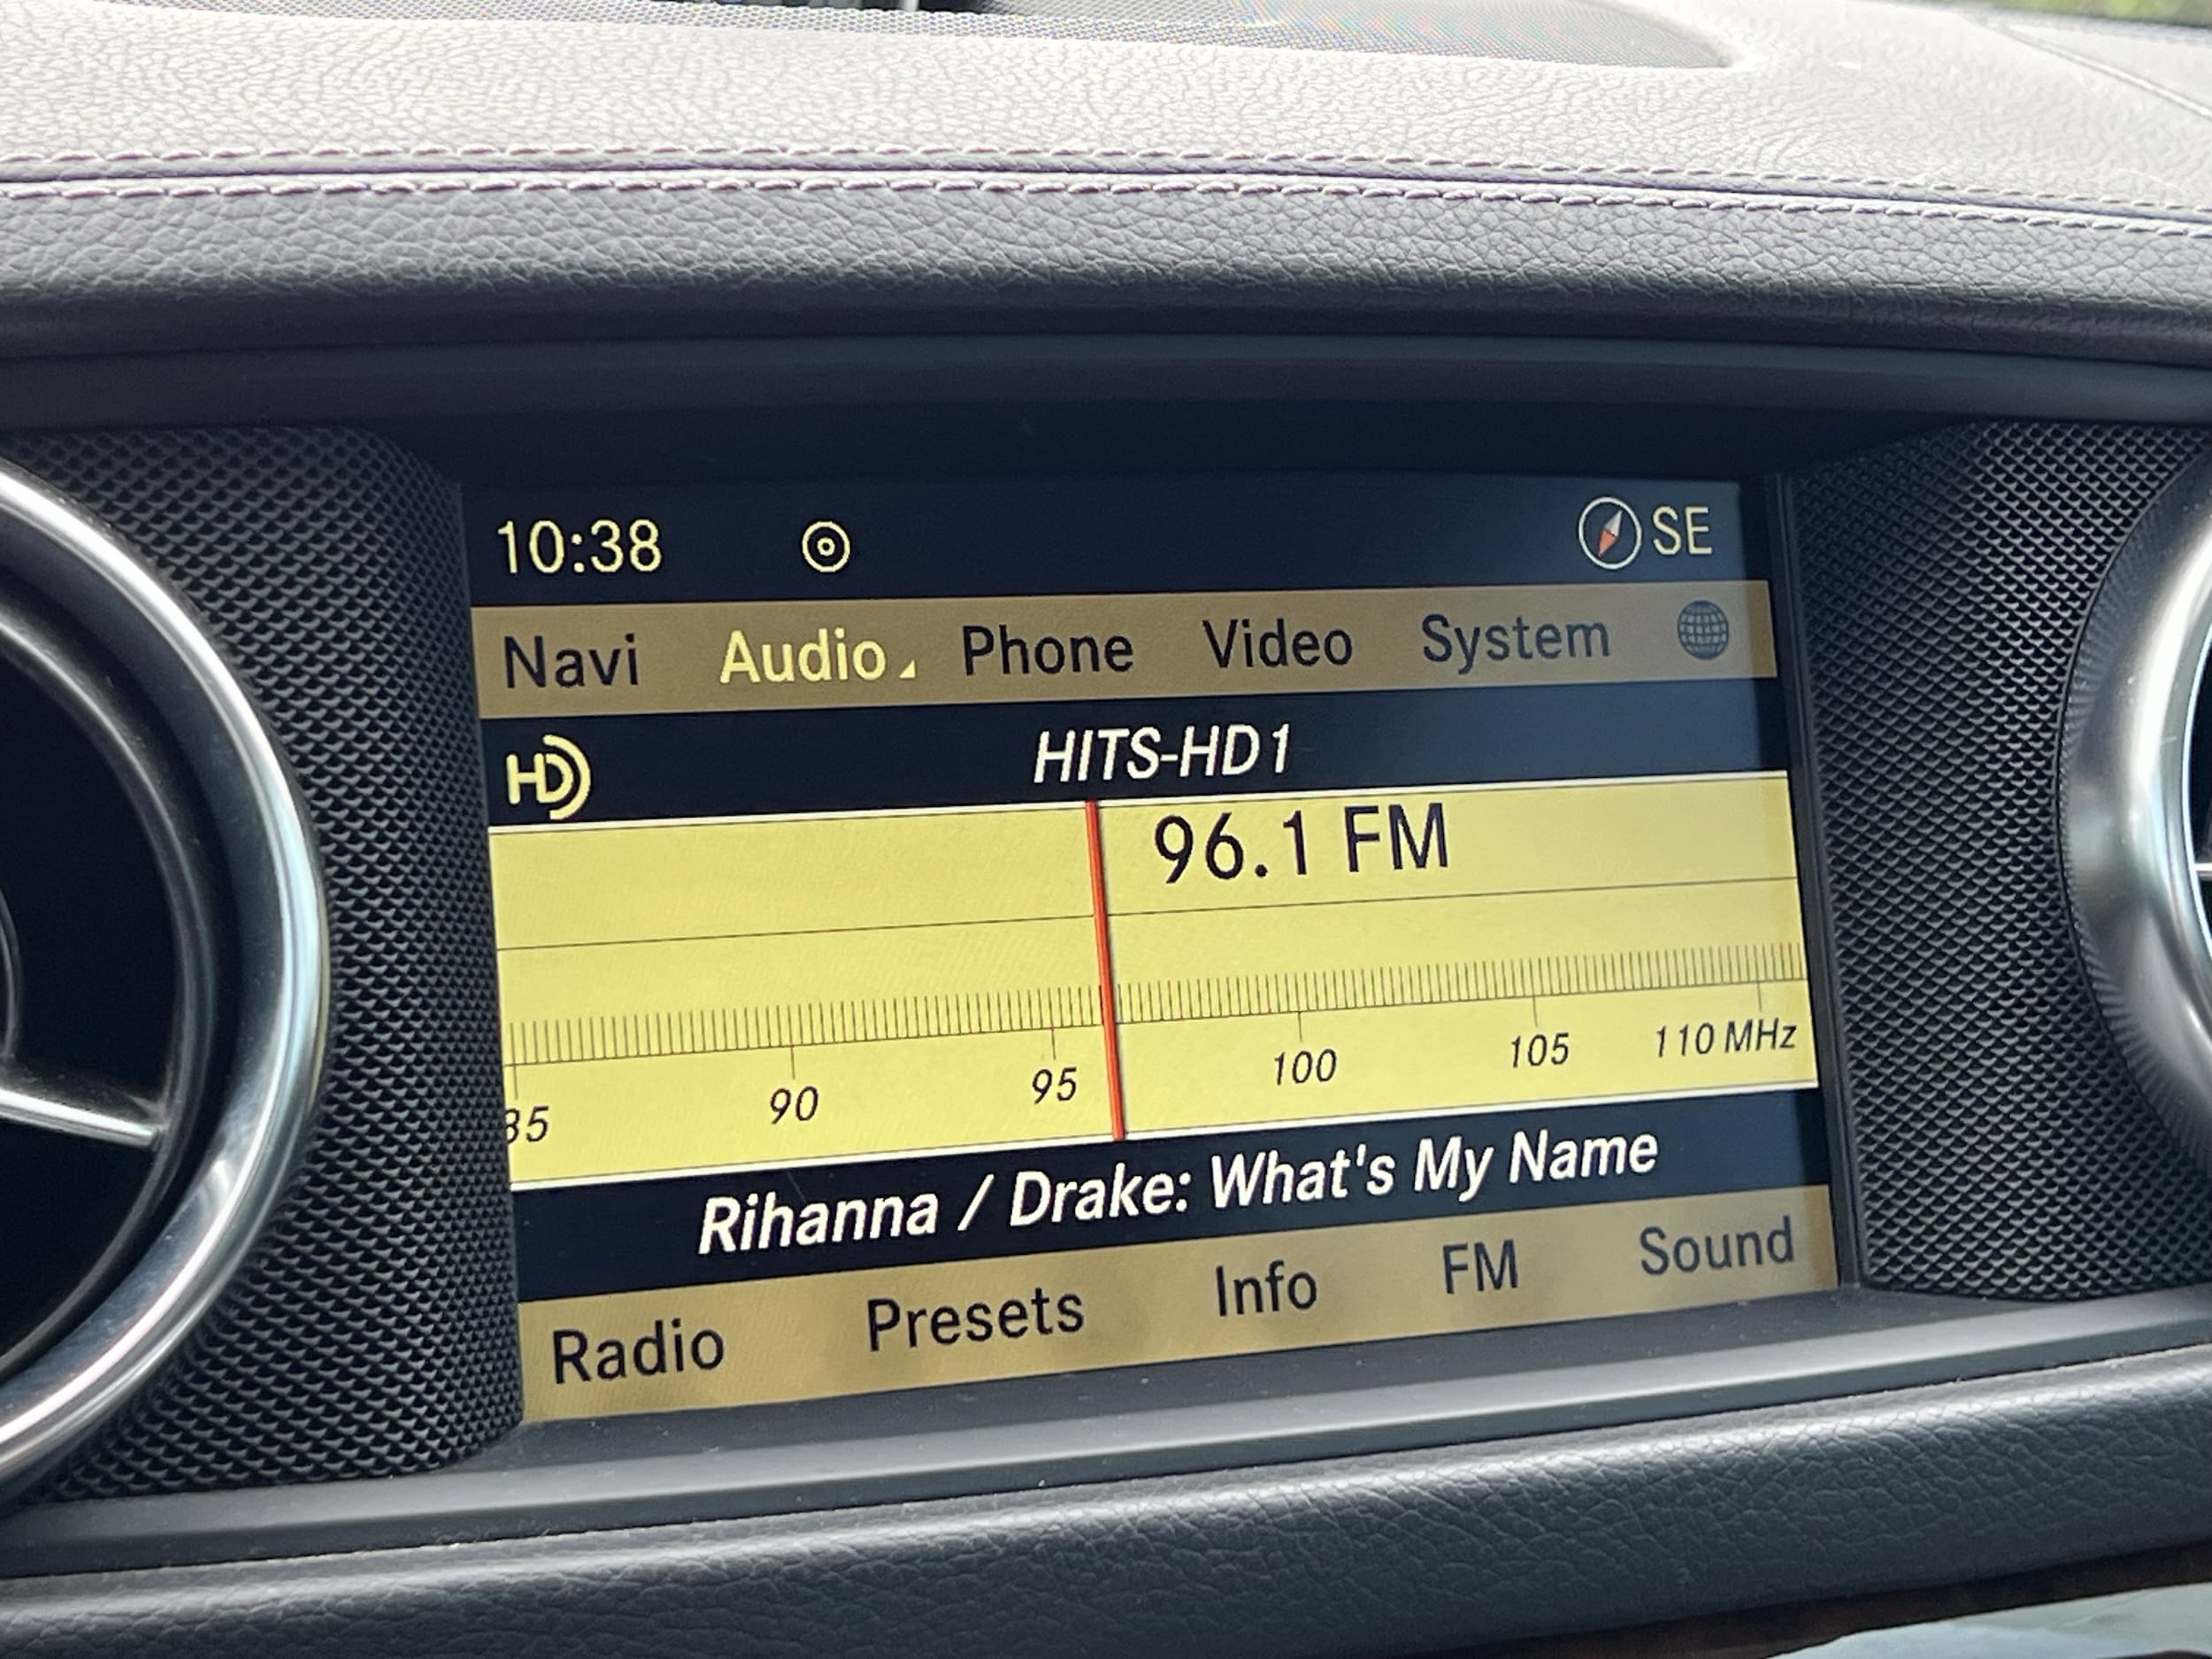 10:38 SE
Navi Audio Phone Video System
HD HITS-HD1
96.1 FM
85 90 95 100 105 110 MHz
Rihanna / Drake: What's My Name
Radio Presets Info FM Sound